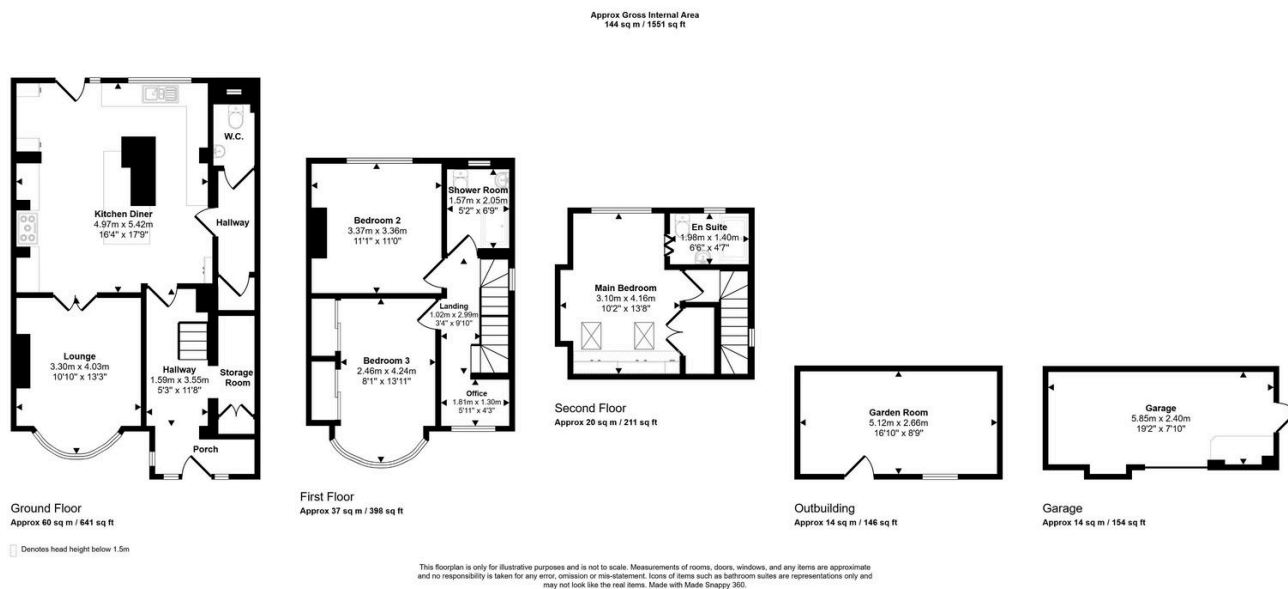 Approx Gross Internal Area
144 sq m / 1551 sq ft
W.C.
Kitchen Diner
4.97m x 5.42m
16'4" x 17'9"
Hallway
Lounge
3.30m x 4.03m
10'10" x 13'3"
Hallway
1.59m x 3.55m
5'3" x 11'8"
Storage
Room
Porch
Ground Floor
Approx 60 sq m / 641 sq ft
Denotes head height below 1.5m
Bedroom 2
3.37m x 3.36m
11'1" x 11'0"
Shower Room
1.57m x 2.05m
5'2" x 6'9"
Landing
1.02m x 2.99m
3'4" x 9'10"
Bedroom 3
2.46m x 4.24m
8'1" x 13'11"
Office
1.81m x 1.30m
5'11" x 4'3"
First Floor
Approx 37 sq m / 398 sq ft
En Suite
1.98m x 1.40m
6'6" x 4'7"
Main Bedroom
3.10m x 4.16m
10'2" x 13'8"
Second Floor
Approx 20 sq m / 211 sq ft
Garden Room
5.12m x 2.66m
16'10" x 8'9"
Outbuilding
Approx 14 sq m / 146 sq ft
Garage
5.85m x 2.40m
19'2" x 7'10"
Garage
Approx 14 sq m / 154 sq ft
This floorplan is only for illustrative purposes and is not to scale. Measurements of rooms, doors, windows, and any items are approximate
and no responsibility is taken for any error, omission or mis-statement. Icons of items such as bathroom suites are representations only and
may not look like the real items. Made with Made Snappy 360.